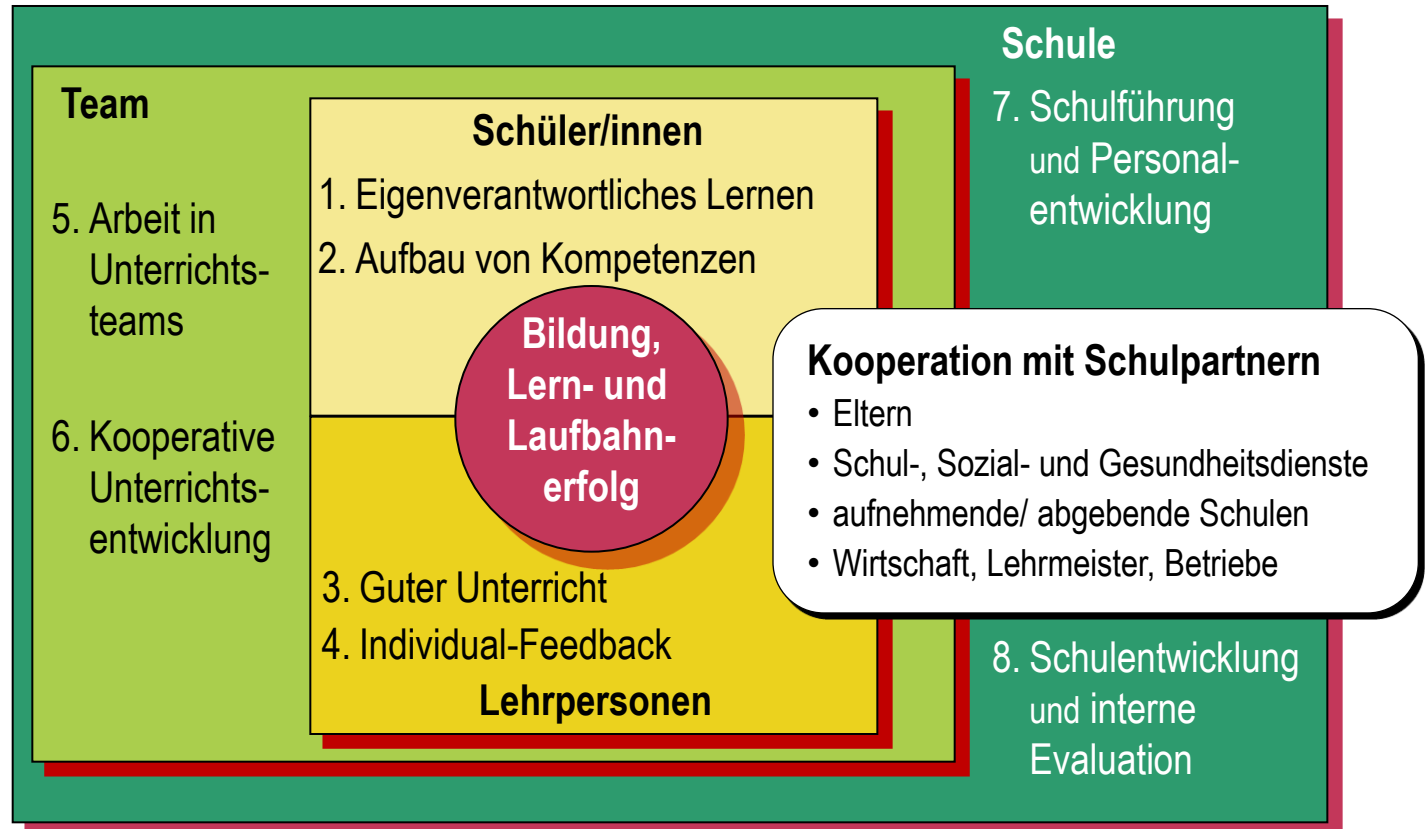 Schule
7. Schulführung
und Personal-
entwicklung
Team
5. Arbeit in
Unterrichts-
teams
6. Kooperative
Unterrichts-
entwicklung
Schüler/innen
1. Eigenverantwortliches Lernen
2. Aufbau von Kompetenzen
Bildung,
Lern- und
Laufbahn-
erfolg
3. Guter Unterricht
4. Individual-Feedback
Lehrpersonen
Kooperation mit Schulpartnern
• Eltern
• Schul-, Sozial- und Gesundheitsdienste
• aufnehmende/ abgebende Schulen
• Wirtschaft, Lehrmeister, Betriebe
8. Schulentwicklung
und interne
Evaluation